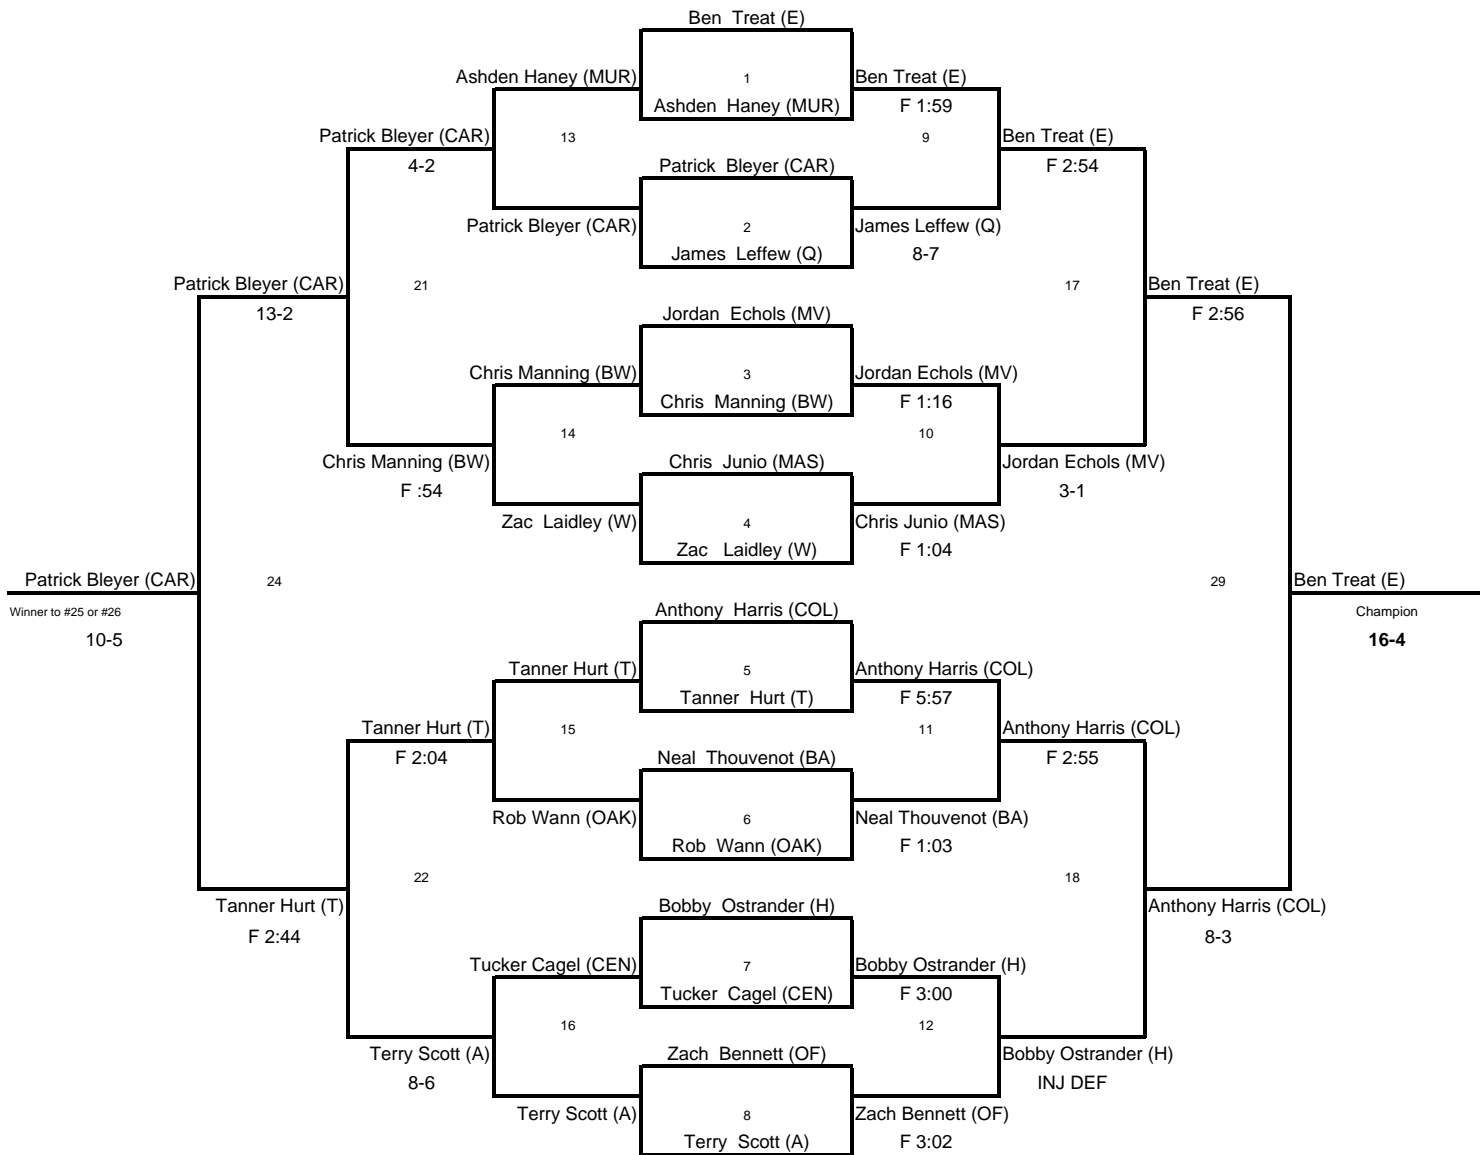 Ben Treat (E)
Ashden Haney (MUR)
1
Ben Treat (E)
Ashden Haney (MUR)
F 1:59
Patrick Bleyer (CAR)
13
9
Ben Treat (E)
4-2
Patrick Bleyer (CAR)
F 2:54
Patrick Bleyer (CAR)
2
James Leffew (Q)
James Leffew (Q)
8-7
Patrick Bleyer (CAR)
21
17
Ben Treat (E)
13-2
Jordan Echols (MV)
F 2:56
Chris Manning (BW)
3
Jordan Echols (MV)
Chris Manning (BW)
F 1:16
14
10
Chris Manning (BW)
Chris Junio (MAS)
Jordan Echols (MV)
F :54
3-1
Zac Laidley (W)
4
Chris Junio (MAS)
Zac Laidley (W)
F 1:04
Patrick Bleyer (CAR)
24
29
Ben Treat (E)
Winner to #25 or #26
Anthony Harris (COL)
Champion
10-5
16-4
Tanner Hurt (T)
5
Anthony Harris (COL)
Tanner Hurt (T)
F 5:57
Tanner Hurt (T)
15
11
Anthony Harris (COL)
F 2:04
Neal Thouvenot (BA)
F 2:55
Rob Wann (OAK)
6
Neal Thouvenot (BA)
Rob Wann (OAK)
F 1:03
22
18
Tanner Hurt (T)
Bobby Ostrander (H)
Anthony Harris (COL)
F 2:44
8-3
Tucker Cagel (CEN)
7
Bobby Ostrander (H)
Tucker Cagel (CEN)
F 3:00
16
12
Terry Scott (A)
Zach Bennett (OF)
Bobby Ostrander (H)
8-6
INJ DEF
Terry Scott (A)
8
Zach Bennett (OF)
Terry Scott (A)
F 3:02